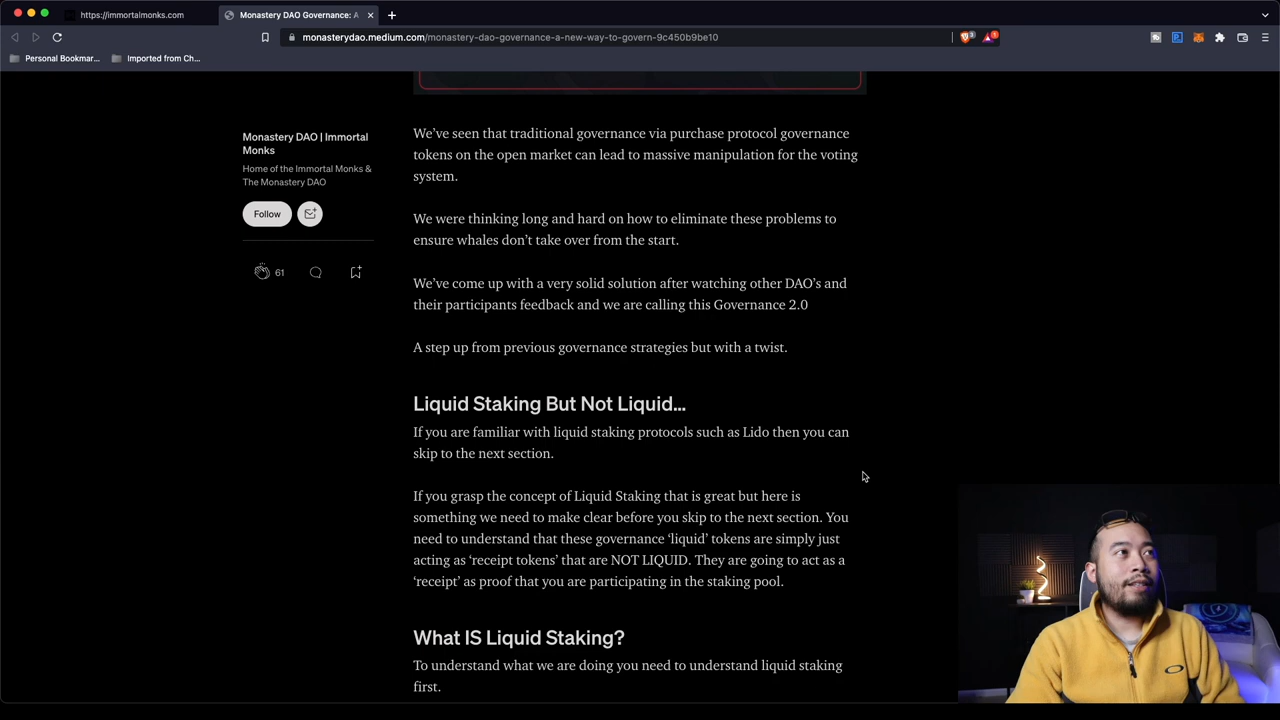 https://immortalmonks.com
Monastery DAO Governance: A
monasterydao.medium.com/monastery-dao-governance-a-new-way-to-govern-9c450b9be10
3
1
Personal Bookmar...
Imported from Ch...
Monastery DAO | Immortal
Monks
Home of the Immortal Monks &
The Monastery DAO
Follow
61
We’ve seen that traditional governance via purchase protocol governance
tokens on the open market can lead to massive manipulation for the voting
system.
We were thinking long and hard on how to eliminate these problems to
ensure whales don’t take over from the start.
We’ve come up with a very solid solution after watching other DAO’s and
their participants feedback and we are calling this Governance 2.0
A step up from previous governance strategies but with a twist.
Liquid Staking But Not Liquid…
If you are familiar with liquid staking protocols such as Lido then you can
skip to the next section.
If you grasp the concept of Liquid Staking that is great but here is
something we need to make clear before you skip to the next section. You
need to understand that these governance ‘liquid’ tokens are simply just
acting as ‘receipt tokens’ that are NOT LIQUID. They are going to act as a
‘receipt’ as proof that you are participating in the staking pool.
What IS Liquid Staking?
To understand what we are doing you need to understand liquid staking
first.